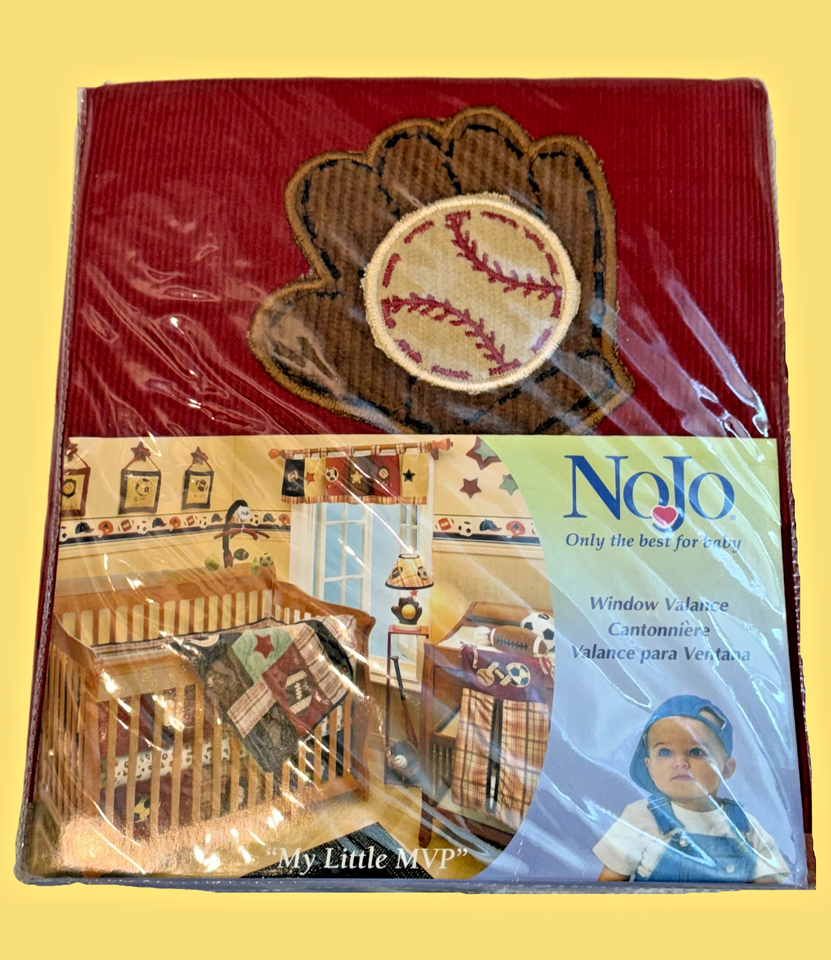 NoJo®
Only the best for baby
Window Valance
Cantonnière
Valance para Ventana
"My Little MVP"